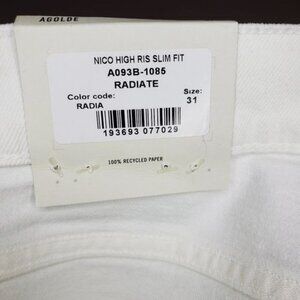 AGOLDE
NICO HIGH RIS SLIM FIT
A093B-1085
RADIATE
Color code: Size:
RADIA 31
193693 077029
100% RECYCLED PAPER